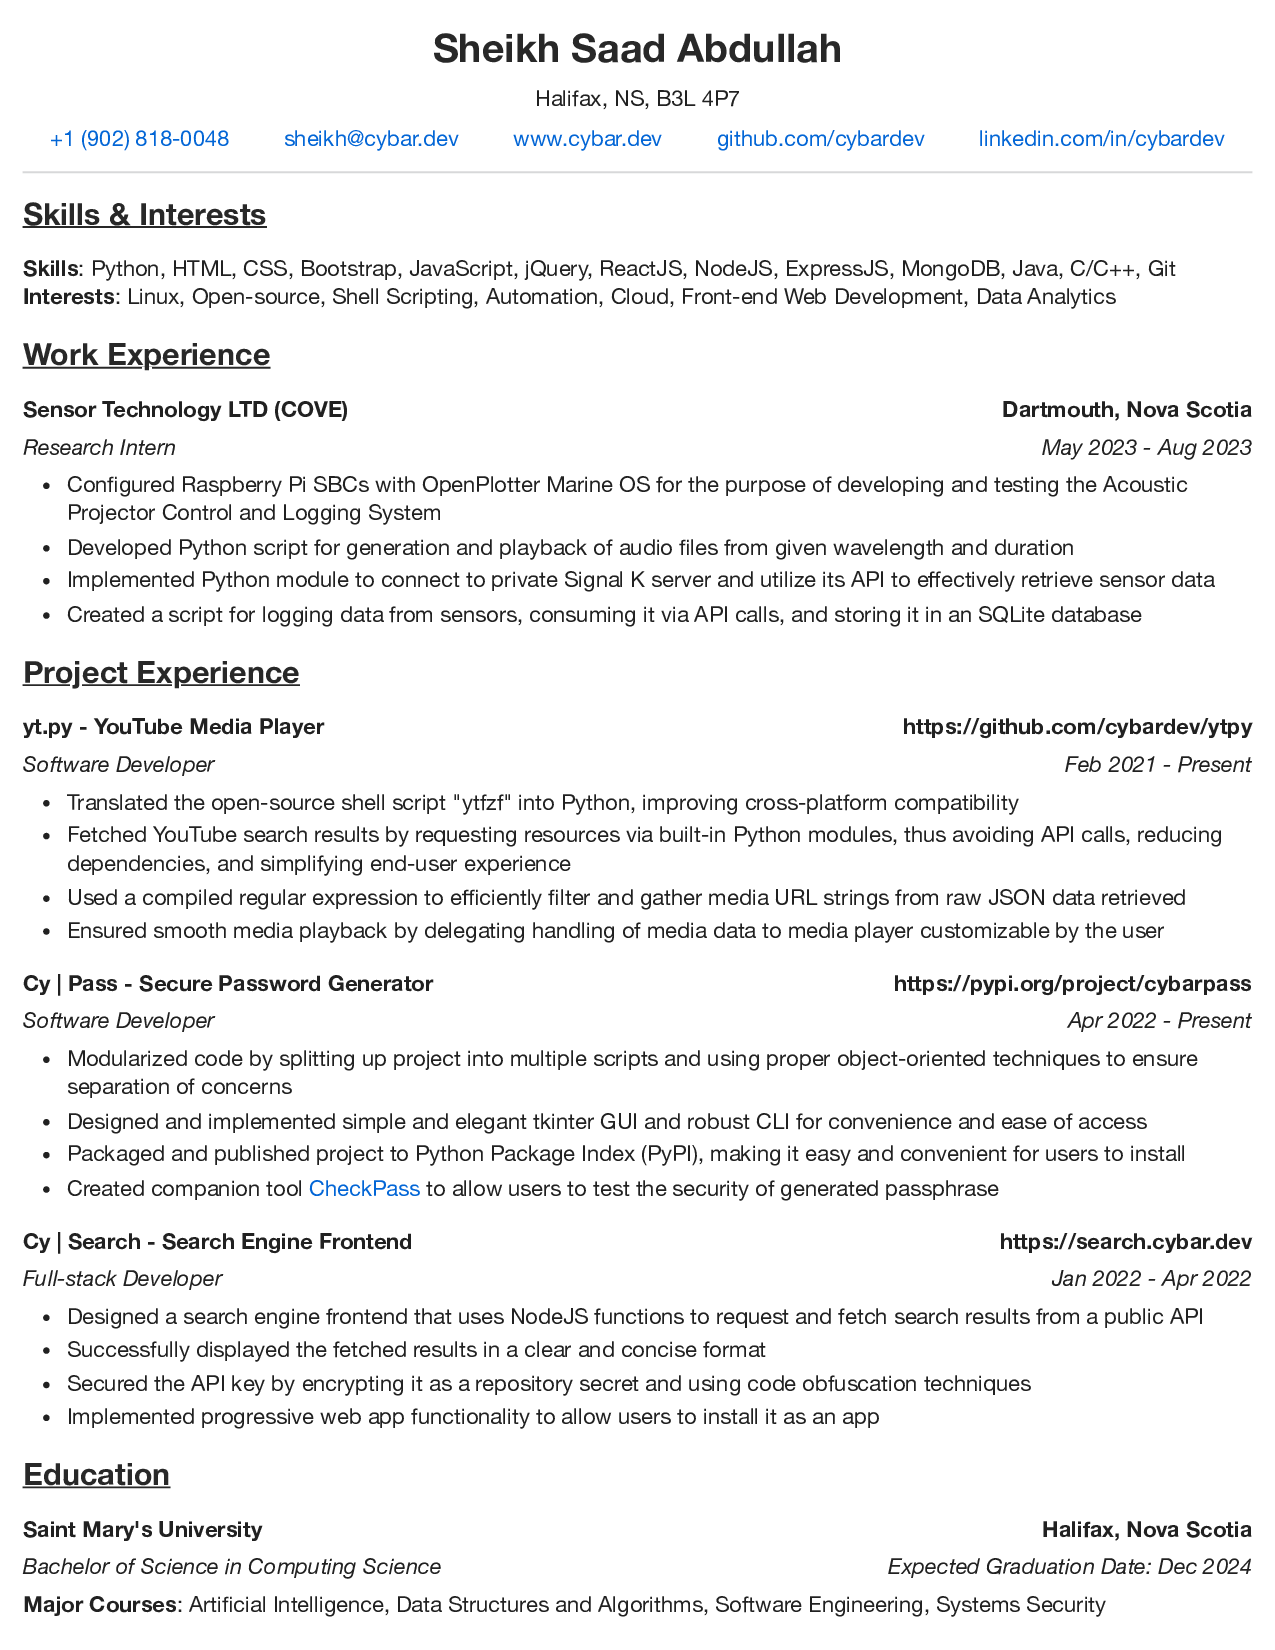 Sheikh Saad Abdullah
Halifax, NS, B3L 4P7
+1 (902) 818-0048 sheikh@cybar.dev www.cybar.dev github.com/cybardev linkedin.com/in/cybardev
Skills & Interests
Skills: Python, HTML, CSS, Bootstrap, JavaScript, jQuery, ReactJS, NodeJS, ExpressJS, MongoDB, Java, C/C++, Git
Interests: Linux, Open-source, Shell Scripting, Automation, Cloud, Front-end Web Development, Data Analytics
Work Experience
Sensor Technology LTD (COVE) Dartmouth, Nova Scotia
Research Intern May 2023 - Aug 2023
• Configured Raspberry Pi SBCs with OpenPlotter Marine OS for the purpose of developing and testing the Acoustic
Projector Control and Logging System
• Developed Python script for generation and playback of audio files from given wavelength and duration
• Implemented Python module to connect to private Signal K server and utilize its API to effectively retrieve sensor data
• Created a script for logging data from sensors, consuming it via API calls, and storing it in an SQLite database
Project Experience
yt.py - YouTube Media Player https://github.com/cybardev/ytpy
Software Developer Feb 2021 - Present
• Translated the open-source shell script "ytfzf" into Python, improving cross-platform compatibility
• Fetched YouTube search results by requesting resources via built-in Python modules, thus avoiding API calls, reducing
dependencies, and simplifying end-user experience
• Used a compiled regular expression to efficiently filter and gather media URL strings from raw JSON data retrieved
• Ensured smooth media playback by delegating handling of media data to media player customizable by the user
Cy | Pass - Secure Password Generator https://pypi.org/project/cybarpass
Software Developer Apr 2022 - Present
• Modularized code by splitting up project into multiple scripts and using proper object-oriented techniques to ensure
separation of concerns
• Designed and implemented simple and elegant tkinter GUI and robust CLI for convenience and ease of access
• Packaged and published project to Python Package Index (PyPI), making it easy and convenient for users to install
• Created companion tool CheckPass to allow users to test the security of generated passphrase
Cy | Search - Search Engine Frontend https://search.cybar.dev
Full-stack Developer Jan 2022 - Apr 2022
• Designed a search engine frontend that uses NodeJS functions to request and fetch search results from a public API
• Successfully displayed the fetched results in a clear and concise format
• Secured the API key by encrypting it as a repository secret and using code obfuscation techniques
• Implemented progressive web app functionality to allow users to install it as an app
Education
Saint Mary's University Halifax, Nova Scotia
Bachelor of Science in Computing Science Expected Graduation Date: Dec 2024
Major Courses: Artificial Intelligence, Data Structures and Algorithms, Software Engineering, Systems Security